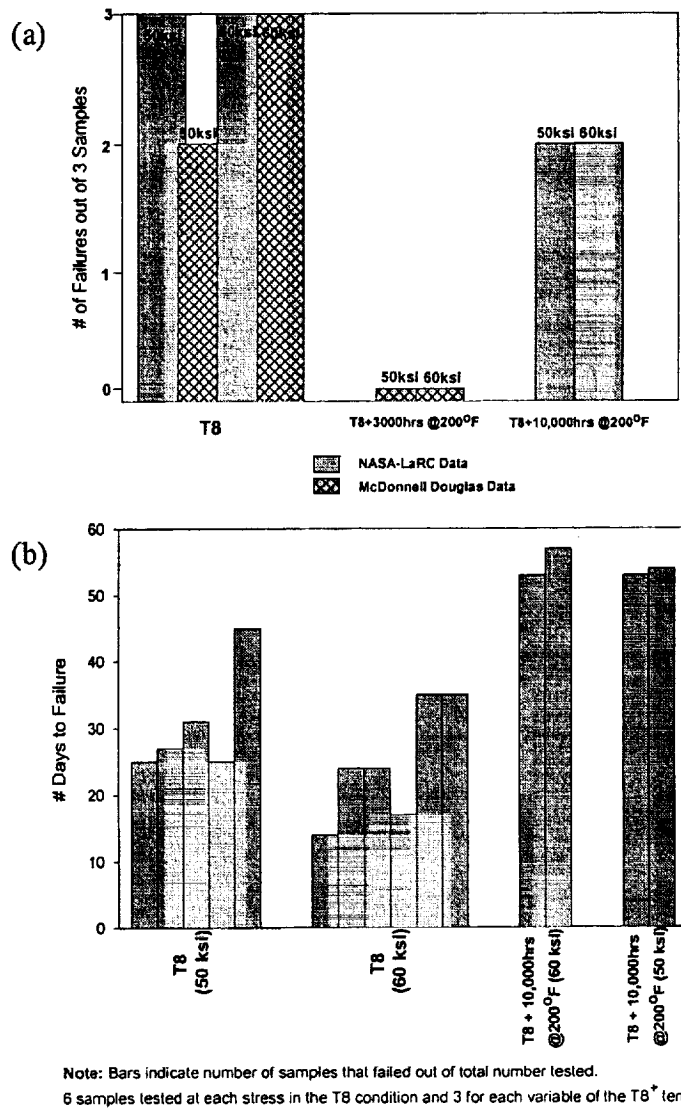 (a)
# of Failures out of 3 Samples
3
2
1
0
50ksi 60ksi
50ksi 60ksi
T8
T8+3000hrs @200°F
T8+10,000hrs @200°F
NASA-LaRC Data
McDonnell Douglas Data
(b)
# Days to Failure
60
50
40
30
20
10
0
T8
(50 ksi)
T8
(60 ksi)
T8 + 10,000hrs
@200°F (60 ksi)
T8 + 10,000hrs
@200°F (50 ksi)
Note: Bars indicate number of samples that failed out of total number tested.
6 samples tested at each stress in the T8 condition and 3 for each variable of the T8+